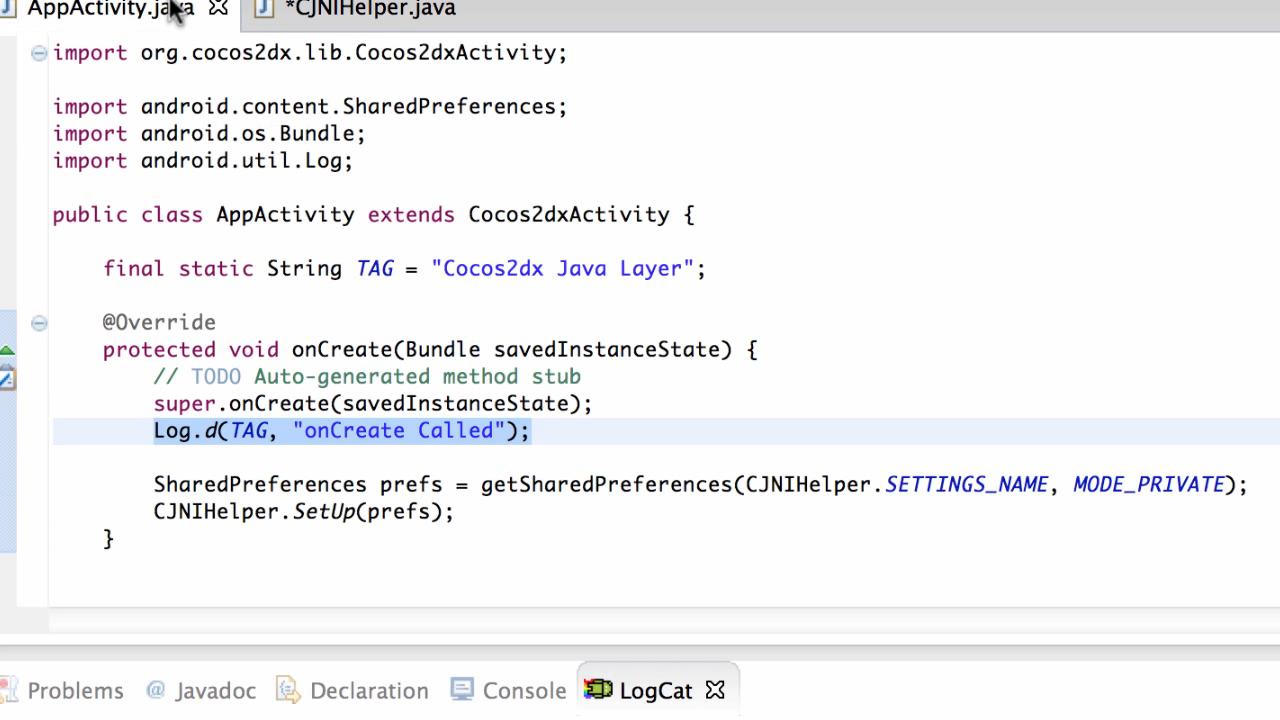 AppActivity.java
*CJNIHelper.java
import org.cocos2dx.lib.Cocos2dxActivity;
import android.content.SharedPreferences;
import android.os.Bundle;
import android.util.Log;
public class AppActivity extends Cocos2dxActivity {
final static String TAG = "Cocos2dx Java Layer";
@Override
protected void onCreate(Bundle savedInstanceState) {
// TODO Auto-generated method stub
super.onCreate(savedInstanceState);
Log.d(TAG, "onCreate Called");
SharedPreferences prefs = getSharedPreferences(CJNIHelper.SETTINGS_NAME, MODE_PRIVATE);
CJNIHelper.SetUp(prefs);
}
Problems @ Javadoc Declaration Console LogCat